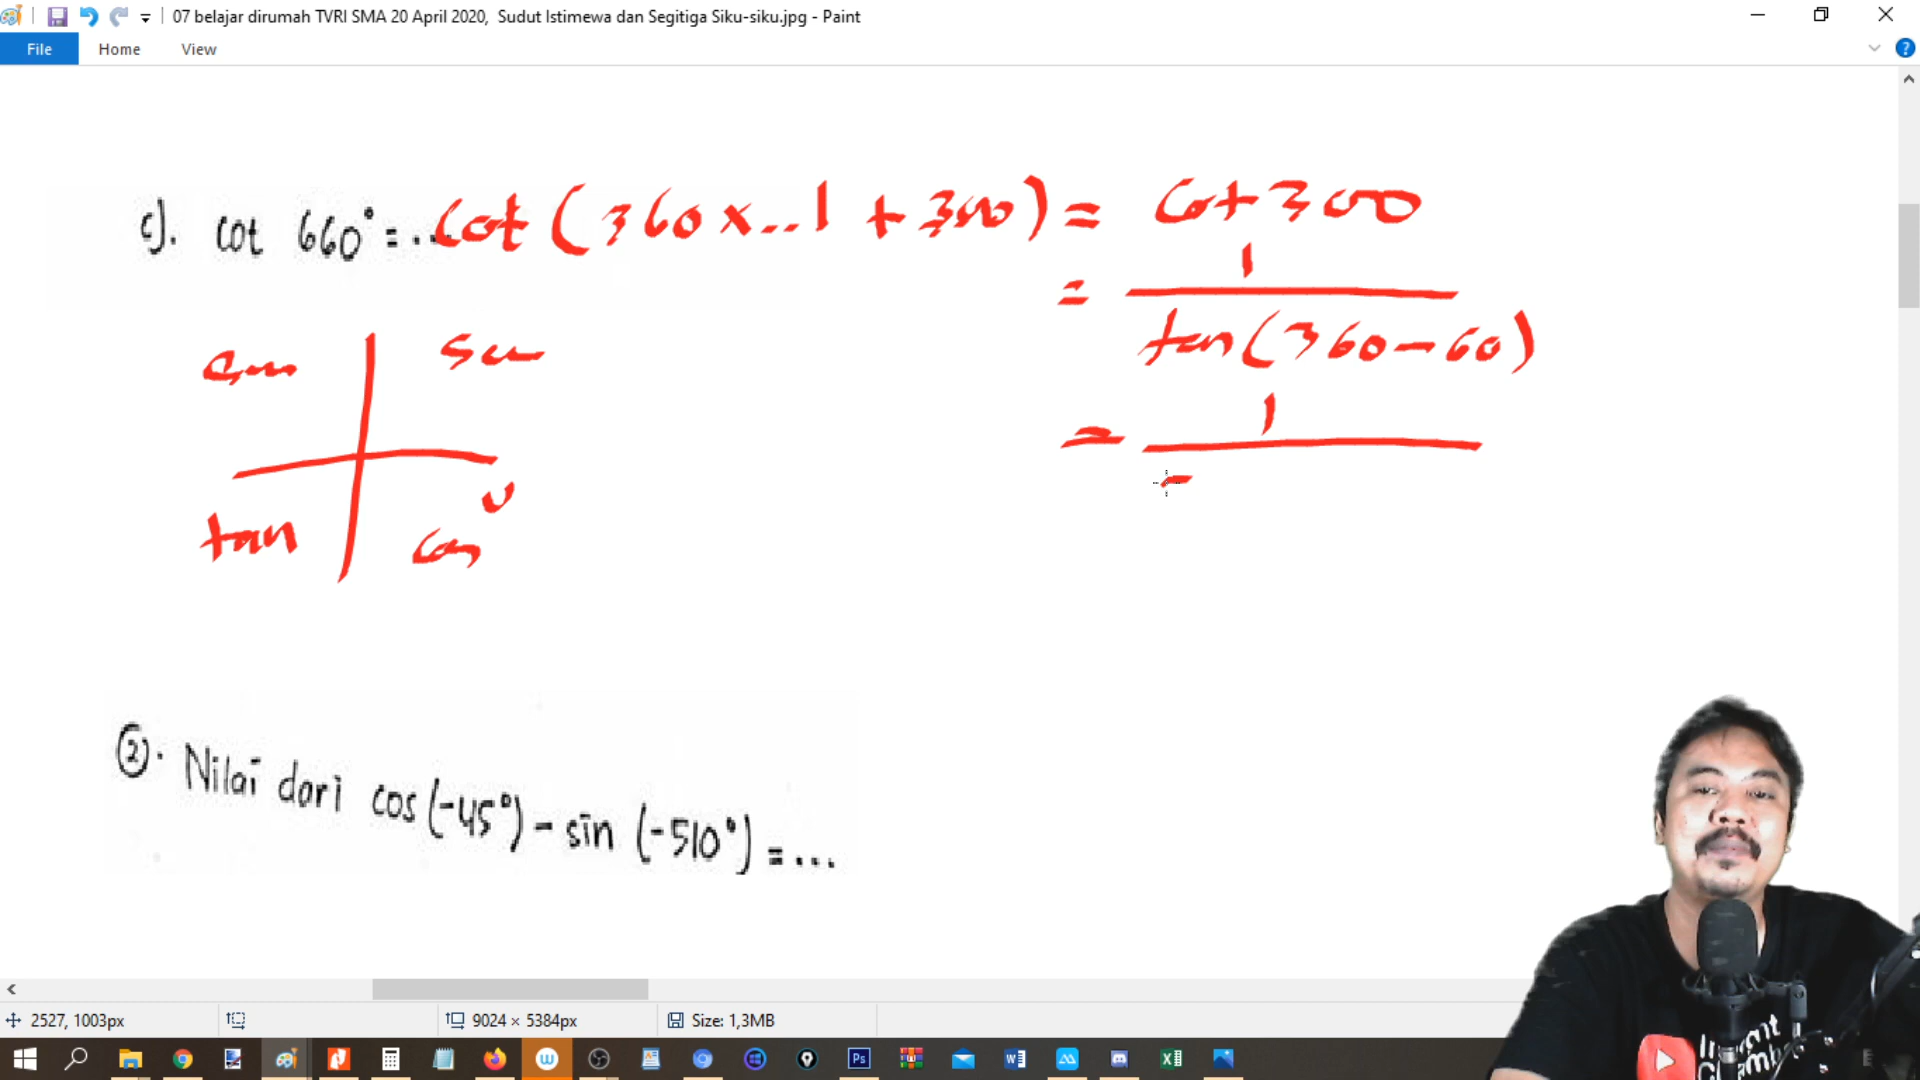 07 belajar dirumah TVRI SMA 20 April 2020, Sudut Istimewa dan Segitiga Siku-siku.jpg - Paint
File Home View
c). cot 660° = ... cot (360 x ... 1 + 300) = cot 300
= 1
tan (360 - 60)
= 1
-
tan cos
②. Nilai dari cos (-45°) - sin (-510°) = ...
2527, 1003px 9024 × 5384px Size: 1,3MB